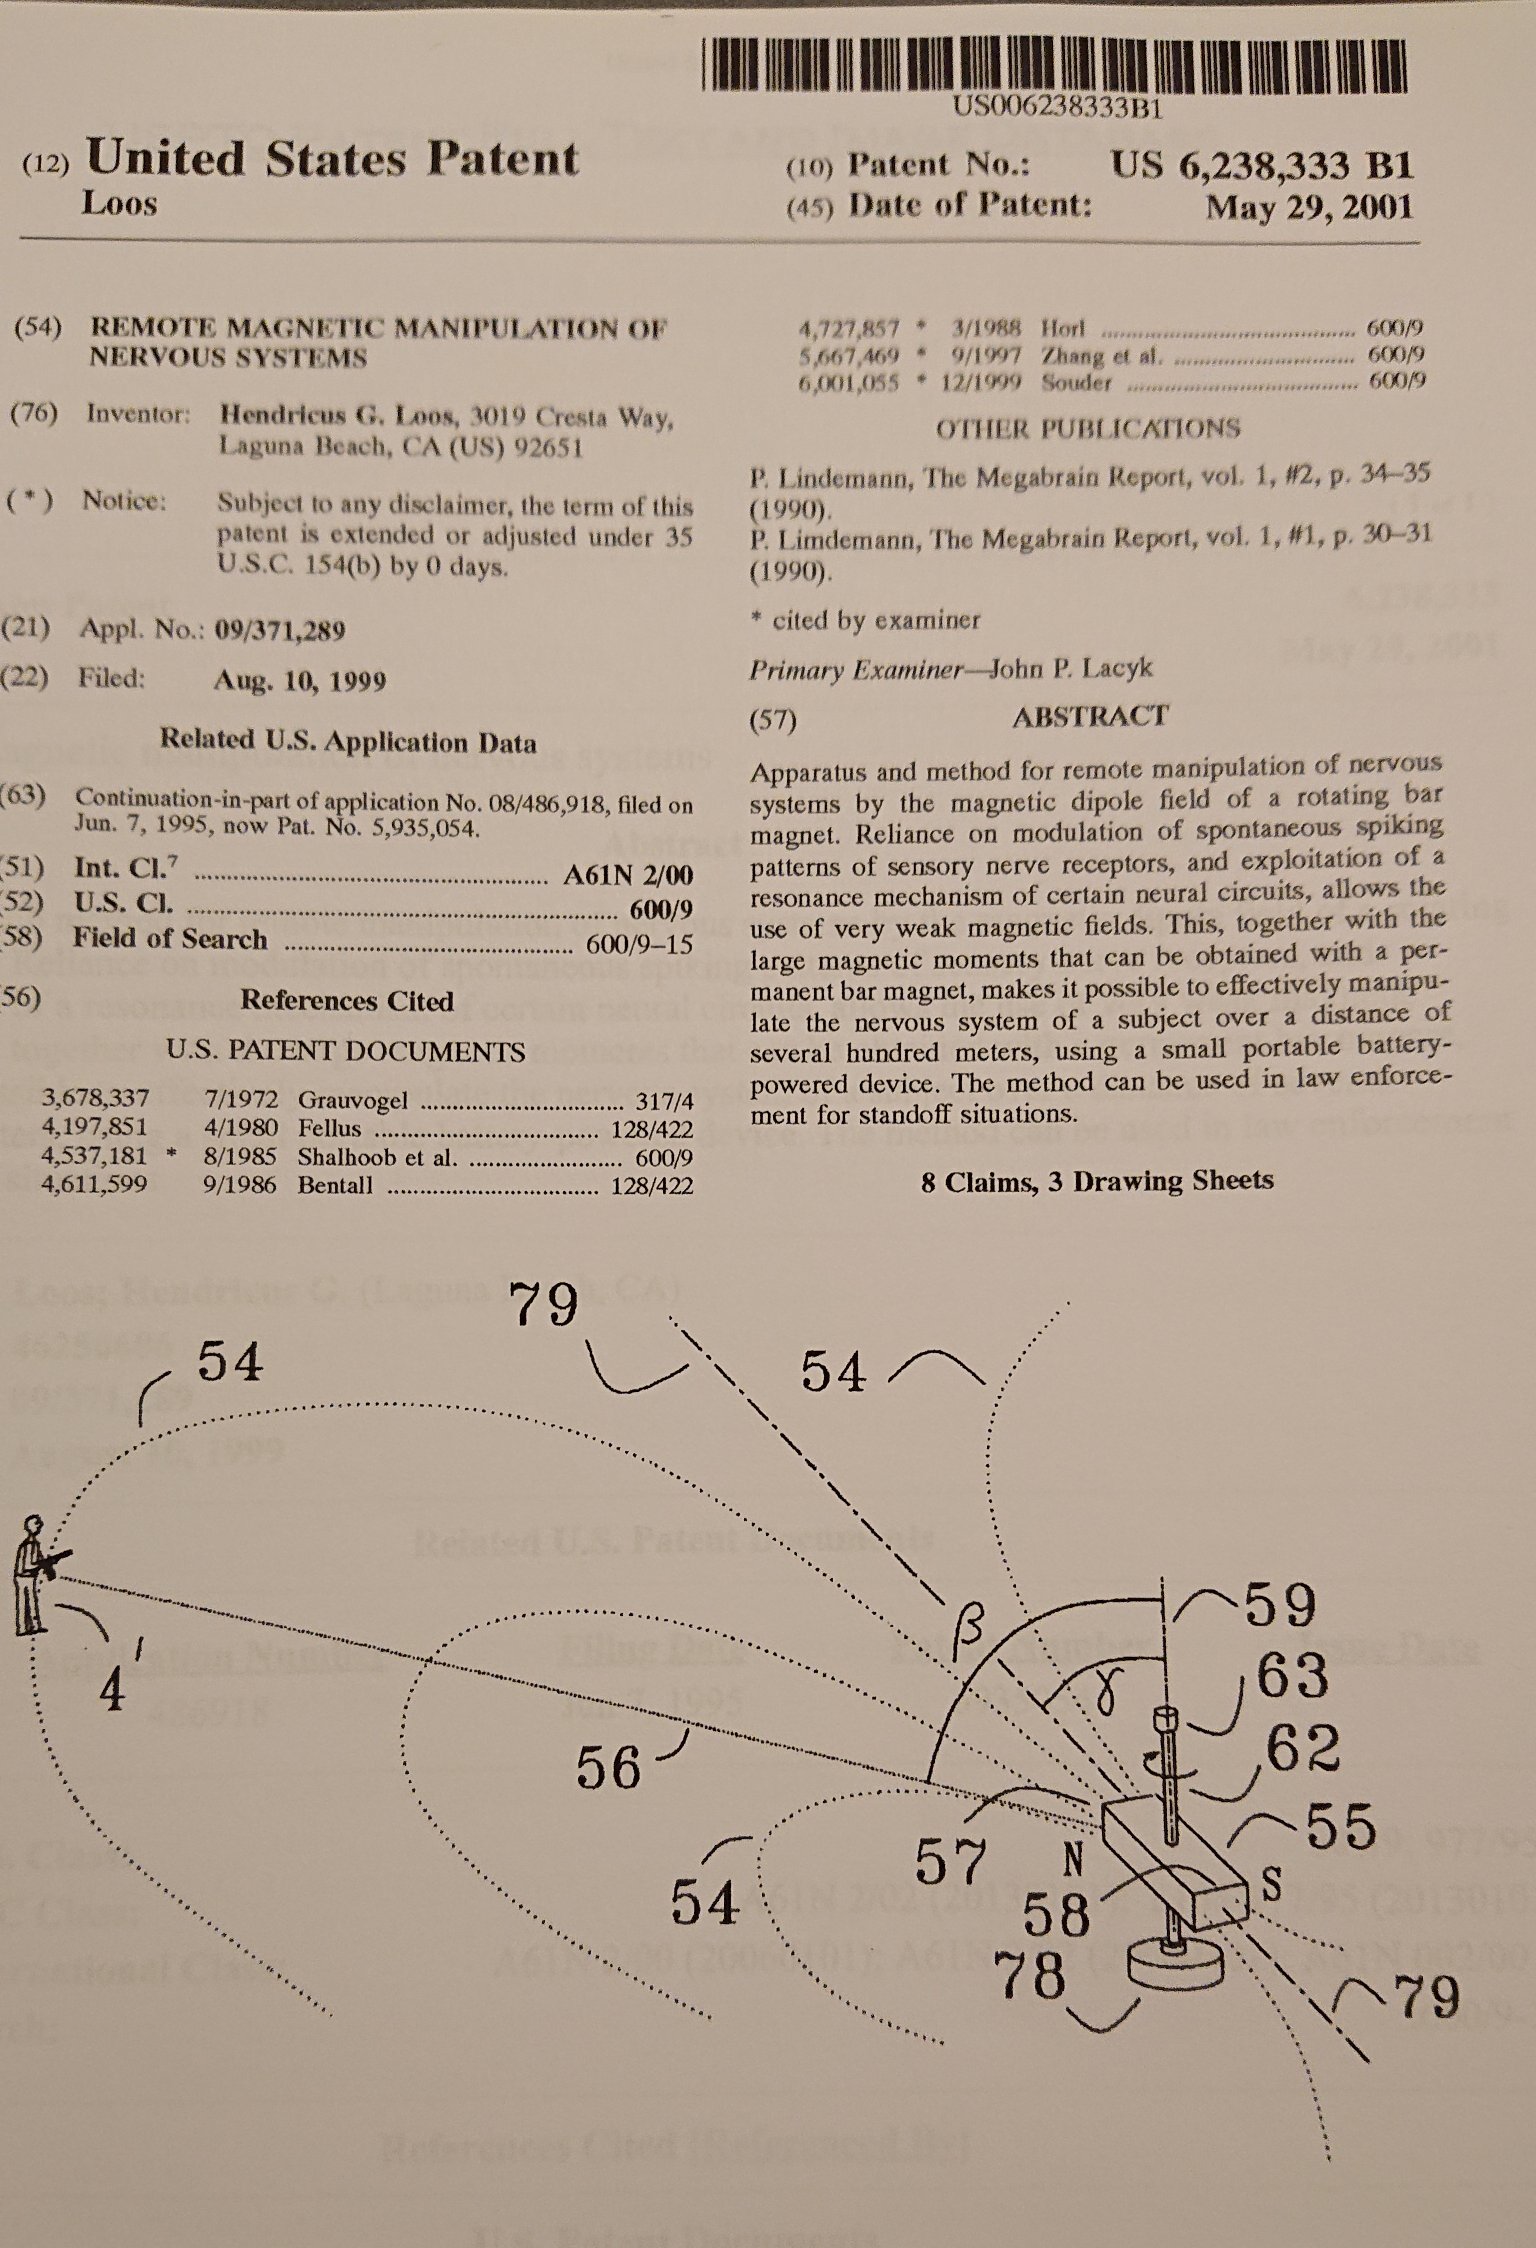 US006238333B1
(12) United States Patent
Loos
(10) Patent No.: US 6,238,333 B1
(45) Date of Patent: May 29, 2001
(54) REMOTE MAGNETIC MANIPULATION OF
NERVOUS SYSTEMS
(76) Inventor: Hendricus G. Loos, 3019 Cresta Way,
Laguna Beach, CA (US) 92651
(*) Notice: Subject to any disclaimer, the term of this
patent is extended or adjusted under 35
U.S.C. 154(b) by 0 days.
(21) Appl. No.: 09/371,289
(22) Filed: Aug. 10, 1999
Related U.S. Application Data
(63) Continuation-in-part of application No. 08/486,918, filed on
Jun. 7, 1995, now Pat. No. 5,935,054.
(51) Int. Cl.7 ................................................. A61N 2/00
(52) U.S. Cl. ............................................................ 600/9
(58) Field of Search ........................................ 600/9–15
(56) References Cited
U.S. PATENT DOCUMENTS
3,678,337 7/1972 Grauvogel .............................. 317/4
4,197,851 4/1980 Fellus ................................. 128/422
4,537,181 * 8/1985 Shalhoob et al. ....................... 600/9
4,611,599 9/1986 Bentall ............................... 128/422
4,727,857 * 3/1988 Horl ..................................... 600/9
5,667,469 * 9/1997 Zhang et al. .......................... 600/9
6,001,055 * 12/1999 Souder .................................. 600/9
OTHER PUBLICATIONS
P. Lindemann, The Megabrain Report, vol. 1, #2, p. 34–35
(1990).
P. Limdemann, The Megabrain Report, vol. 1, #1, p. 30–31
(1990).
* cited by examiner
Primary Examiner—John P. Lacyk
(57) ABSTRACT
Apparatus and method for remote manipulation of nervous
systems by the magnetic dipole field of a rotating bar
magnet. Reliance on modulation of spontaneous spiking
patterns of sensory nerve receptors, and exploitation of a
resonance mechanism of certain neural circuits, allows the
use of very weak magnetic fields. This, together with the
large magnetic moments that can be obtained with a per-
manent bar magnet, makes it possible to effectively manipu-
late the nervous system of a subject over a distance of
several hundred meters, using a small portable battery-
powered device. The method can be used in law enforce-
ment for standoff situations.
8 Claims, 3 Drawing Sheets
79
54
54
β
59
γ
63
4'
56
62
57
N
55
54
58
S
78
79